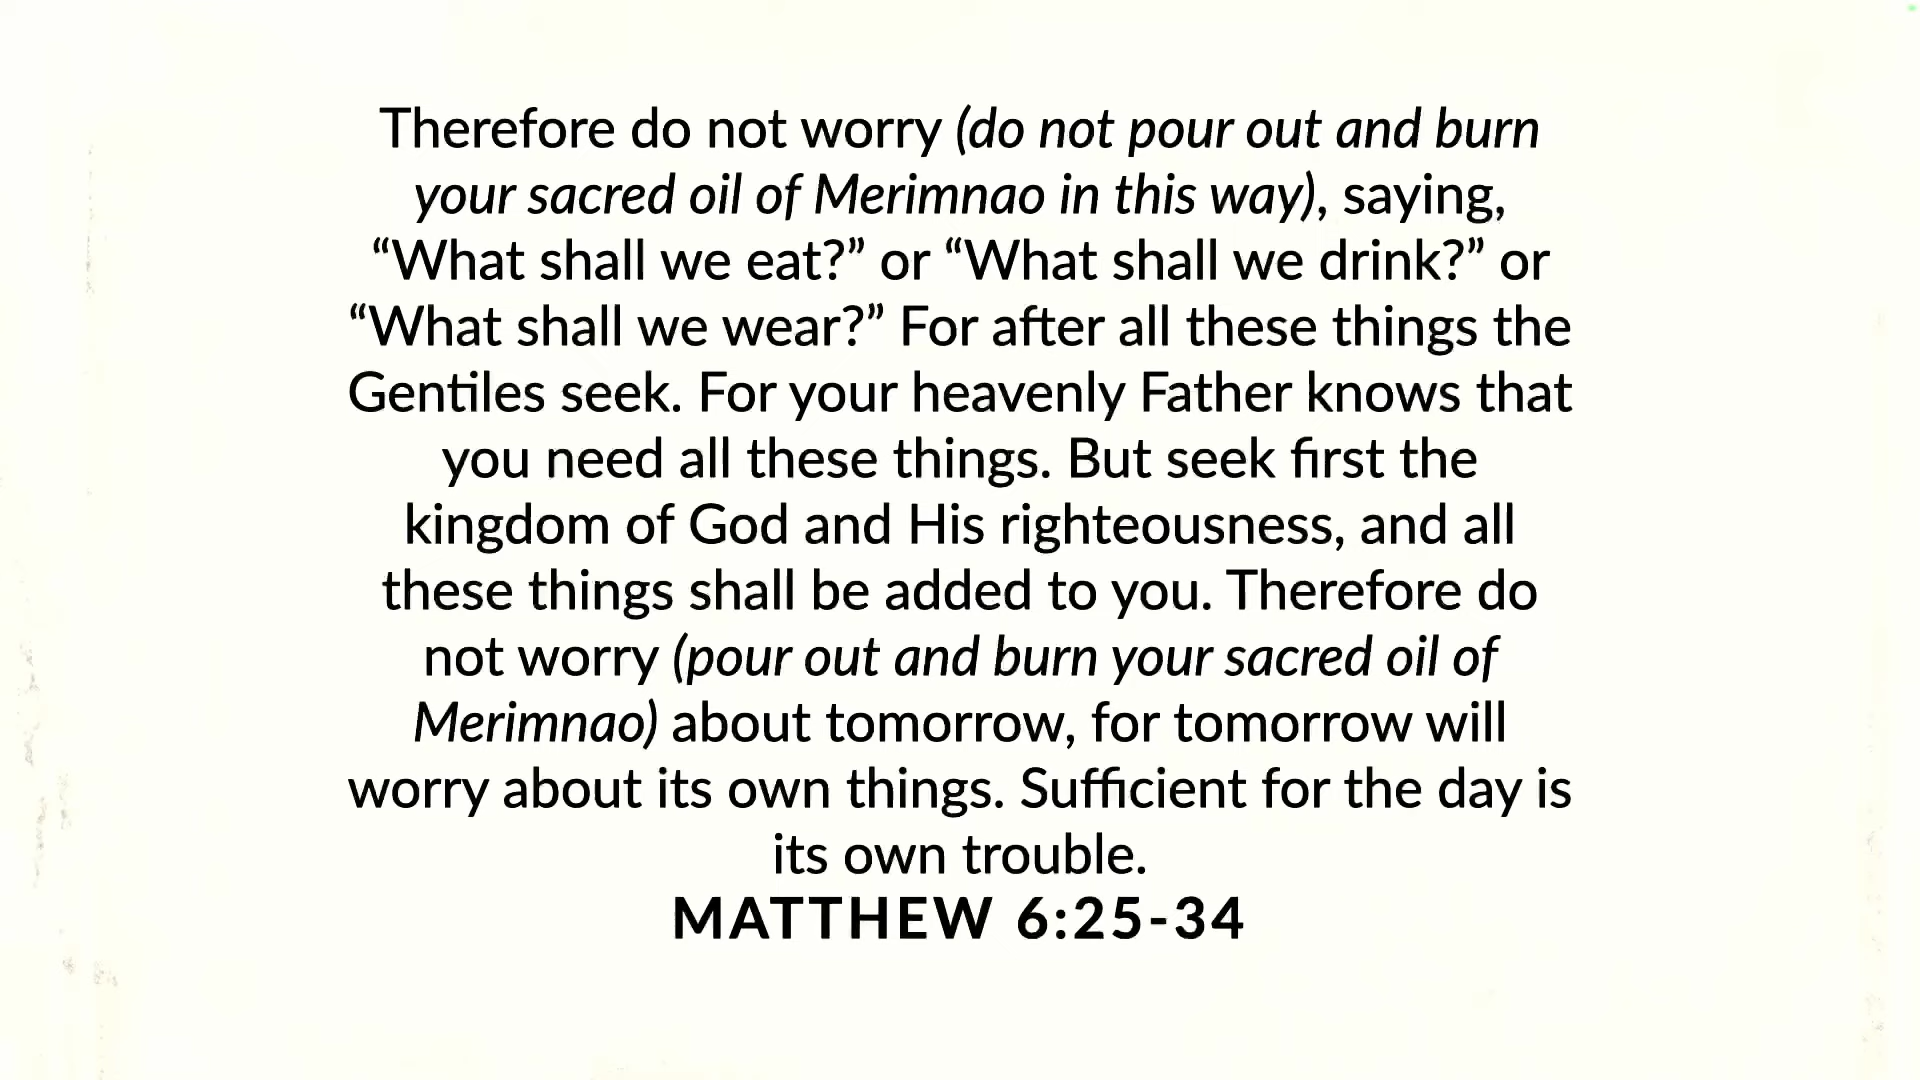 Therefore do not worry (do not pour out and burn
your sacred oil of Merimnao in this way), saying,
“What shall we eat?” or “What shall we drink?” or
“What shall we wear?” For after all these things the
Gentiles seek. For your heavenly Father knows that
you need all these things. But seek first the
kingdom of God and His righteousness, and all
these things shall be added to you. Therefore do
not worry (pour out and burn your sacred oil of
Merimnao) about tomorrow, for tomorrow will
worry about its own things. Sufficient for the day is
its own trouble.
MATTHEW 6:25-34